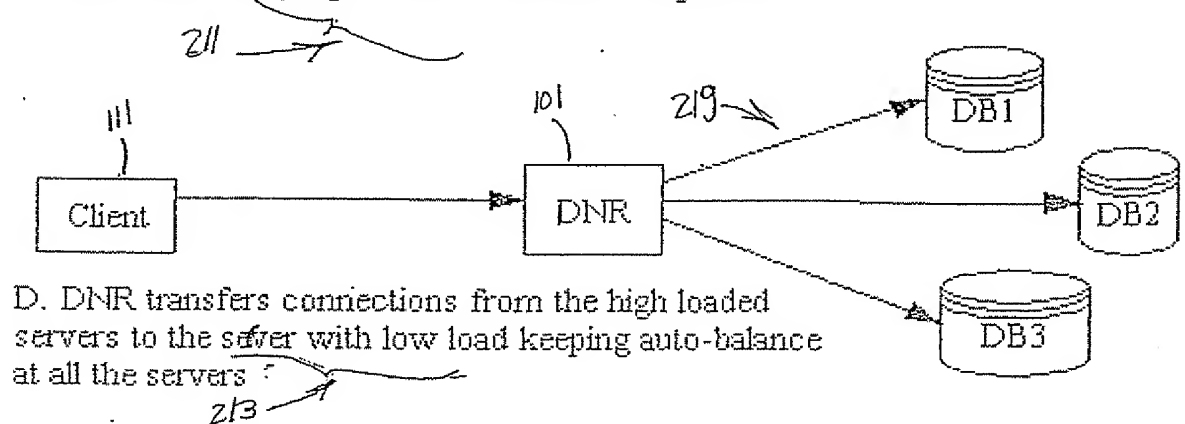 211
111
101
219
DB1
Client
DNR
DB2
DB3
D. DNR transfers connections from the high loaded
servers to the sever with low load keeping auto-balance
at all the servers
213